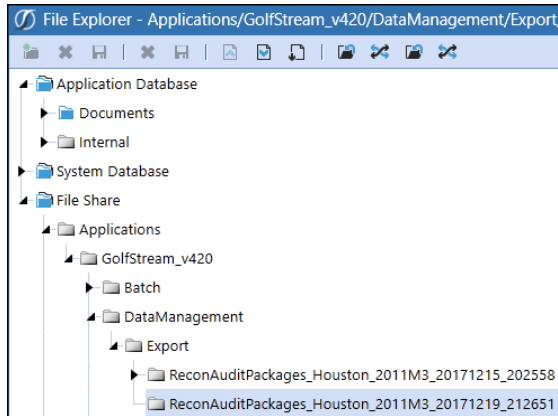 File Explorer - Applications/GolfStream_v420/DataManagement/Export
Application Database
Documents
Internal
System Database
File Share
Applications
GolfStream_v420
Batch
DataManagement
Export
ReconAuditPackages_Houston_2011M3_20171215_202558
ReconAuditPackages_Houston_2011M3_20171219_212651